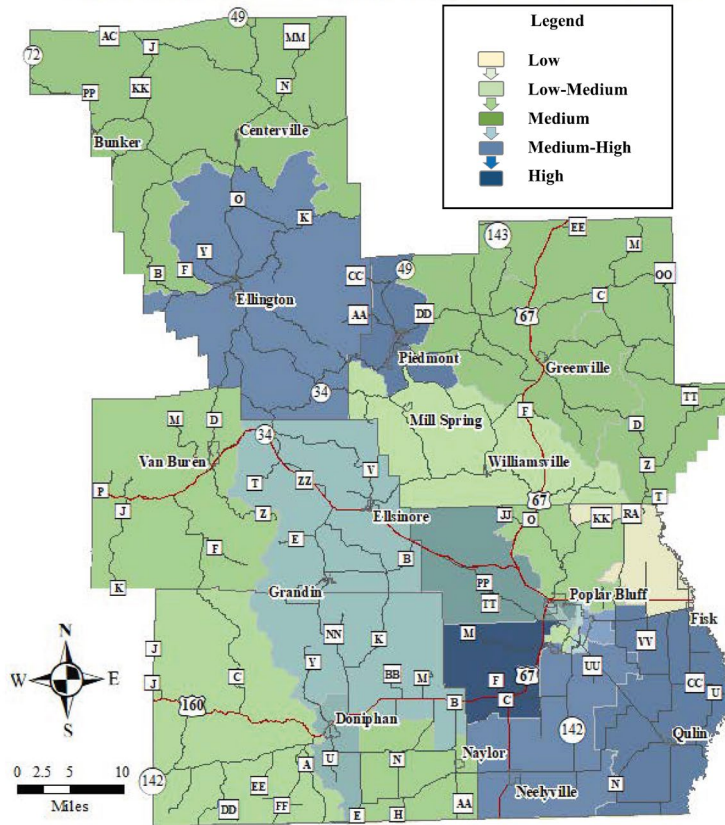 Legend
Low
Low-Medium
Medium
Medium-High
High
49
AC
J
MM
72
PP
KK
N
Bunker
Centerville
O
K
Y
B
F
Ellington
CC
49
AA
DD
Piedmont
34
143
EE
M
OO
C
67
Greenville
TT
F
D
Z
T
Mill Spring
Williamsville
67
M
D
34
Van Buren
P
J
T
ZZ
V
Z
Ellsinore
E
B
F
K
Grandin
JJ
O
KK
RA
PP
TT
Poplar Bluff
Fisk
N
W
E
S
J
J
C
160
NN
Y
K
BB
M
M
F
67
B
C
VV
UU
CC
U
142
Doniphan
Naylor
Qulin
0 2.5 5 10
Miles
142
A
U
N
EE
DD
FF
E
H
AA
Neelyville
N